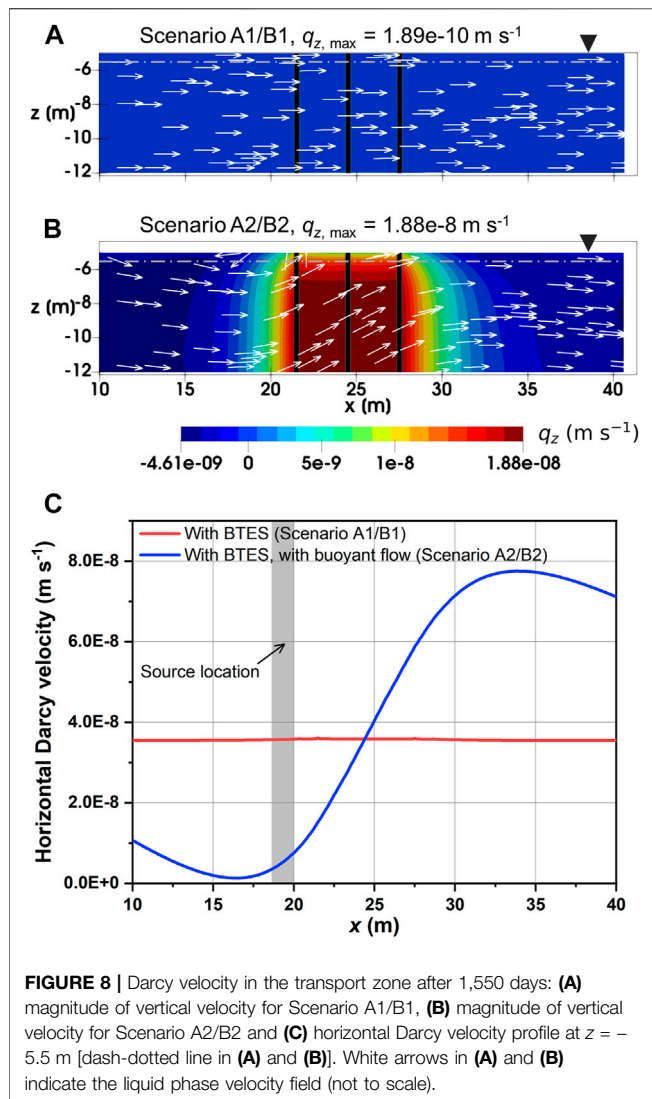 A
Scenario A1/B1, qz, max = 1.89e-10 m s⁻¹
-6
-8
z (m)
-10
-12
B
Scenario A2/B2, qz, max = 1.88e-8 m s⁻¹
-6
-8
z (m)
-10
-12
10 15 20 25 30 35 40
x (m)
qz (m s⁻¹)
-4.61e-09 0 5e-9 1e-8 1.88e-08
C
With BTES (Scenario A1/B1)
With BTES, with buoyant flow (Scenario A2/B2)
Source location
Horizontal Darcy velocity (m s⁻¹)
8.0E-8
6.0E-8
4.0E-8
2.0E-8
0.0E+0
10 15 20 25 30 35 40
x (m)
FIGURE 8 | Darcy velocity in the transport zone after 1,550 days: (A)
magnitude of vertical velocity for Scenario A1/B1, (B) magnitude of vertical
velocity for Scenario A2/B2 and (C) horizontal Darcy velocity profile at z = −
5.5 m [dash-dotted line in (A) and (B)]. White arrows in (A) and (B)
indicate the liquid phase velocity field (not to scale).